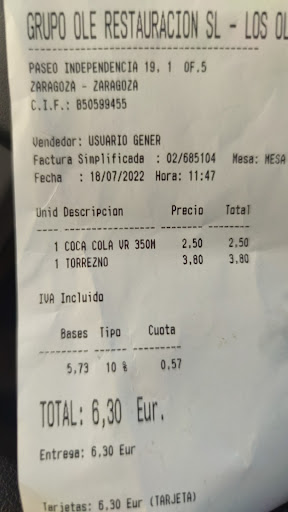 GRUPO OLE RESTAURACION SL - LOS OL
PASEO INDEPENDENCIA 19, 1 OF.5
ZARAGOZA - ZARAGOZA
C.I.F.: B50599455
Vendedor: USUARIO GENER
Factura Simplificada : 02/685104 Mesa: MESA
Fecha : 18/07/2022 Hora: 11:47
Unid Descripcion Precio Total
1 COCA COLA VR 350M 2,50 2,50
1 TORREZNO 3,80 3,80
IVA Incluido
Bases Tipo Cuota
5,73 10 % 0,57
TOTAL: 6,30 Eur.
Entrega: 6,30 Eur
Tarjetas: 6,30 Eur (TARJETA)